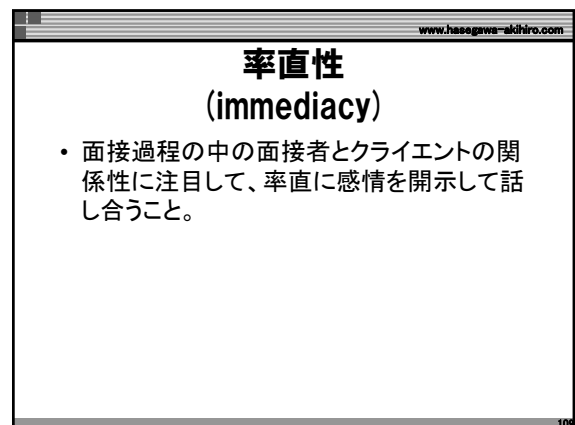 www.hasegawa-akihiro.com
率直性
(immediacy)
• 面接過程の中の面接者とクライエントの関
係性に注目して、率直に感情を開示して話
し合うこと。
109